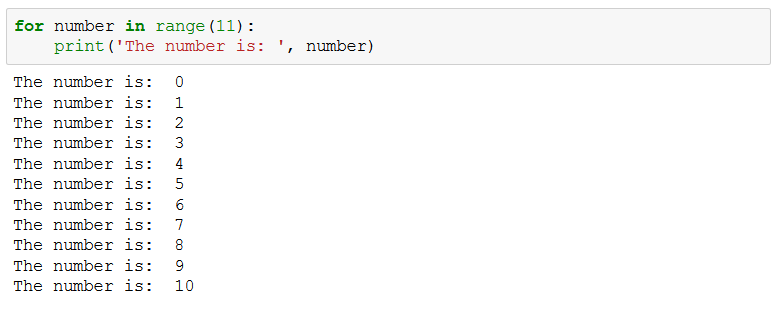 for number in range(11):
    print('The number is: ', number)
The number is:  0
The number is:  1
The number is:  2
The number is:  3
The number is:  4
The number is:  5
The number is:  6
The number is:  7
The number is:  8
The number is:  9
The number is:  10